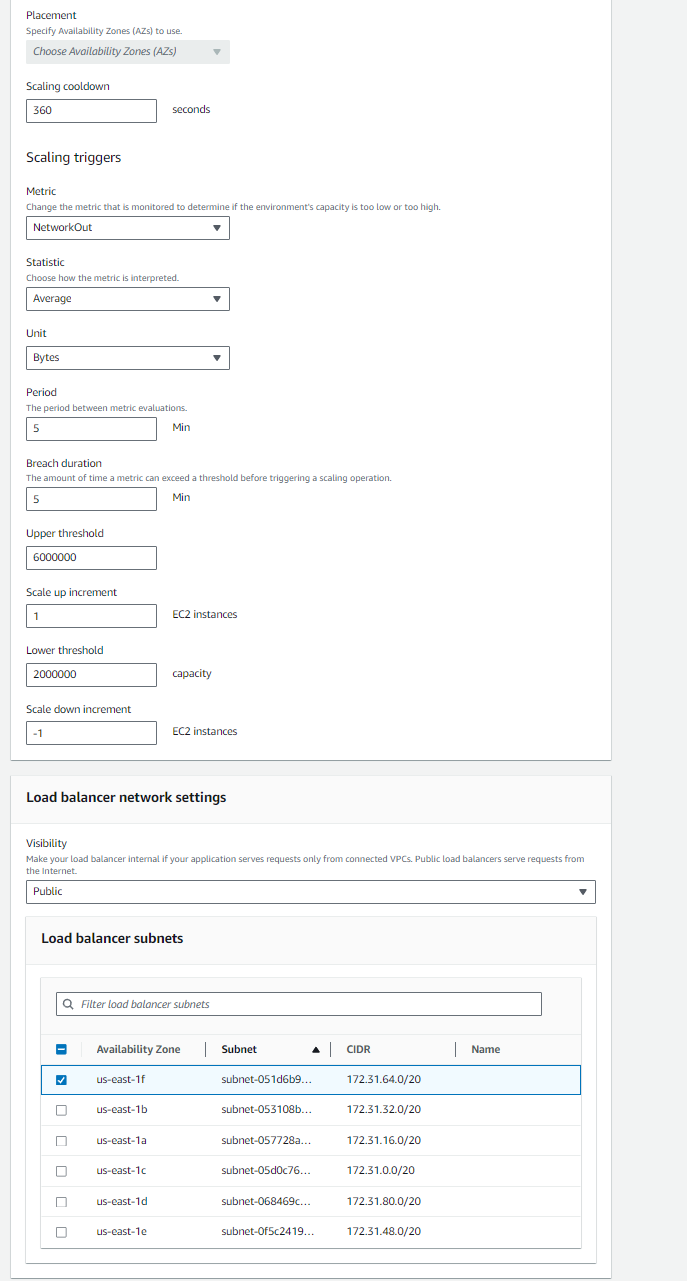 Placement
Specify Availability Zones (AZs) to use.
Choose Availability Zones (AZs)
Scaling cooldown
360 seconds
Scaling triggers
Metric
Change the metric that is monitored to determine if the environment's capacity is too low or too high.
NetworkOut
Statistic
Choose how the metric is interpreted.
Average
Unit
Bytes
Period
The period between metric evaluations.
5 Min
Breach duration
The amount of time a metric can exceed a threshold before triggering a scaling operation.
5 Min
Upper threshold
6000000
Scale up increment
1 EC2 instances
Lower threshold
2000000 capacity
Scale down increment
-1 EC2 instances
Load balancer network settings
Visibility
Make your load balancer internal if your application serves requests only from connected VPCs. Public load balancers serve requests from
the Internet.
Public
Load balancer subnets
Filter load balancer subnets
Availability Zone Subnet CIDR Name
us-east-1f subnet-051d6b9... 172.31.64.0/20
us-east-1b subnet-053108b... 172.31.32.0/20
us-east-1a subnet-057728a... 172.31.16.0/20
us-east-1c subnet-05d0c76... 172.31.0.0/20
us-east-1d subnet-068469c... 172.31.80.0/20
us-east-1e subnet-0f5c2419... 172.31.48.0/20